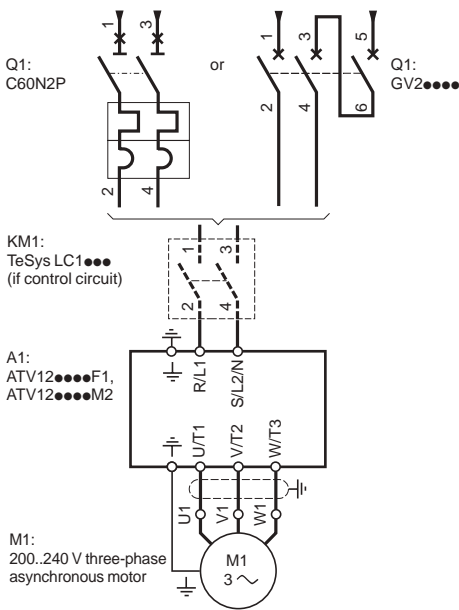 1
3
Q1:
C60N2P
2
4
or
1
3
5
2
4
6
Q1:
GV2●●●●
KM1:
TeSys LC1●●●
(if control circuit)
1
3
2
4
A1:
ATV12●●●●F1,
ATV12●●●●M2
R/L1
S/L2/N
U/T1
V/T2
W/T3
U1
V1
W1
M1:
200..240 V three-phase
asynchronous motor
M1
3 ~